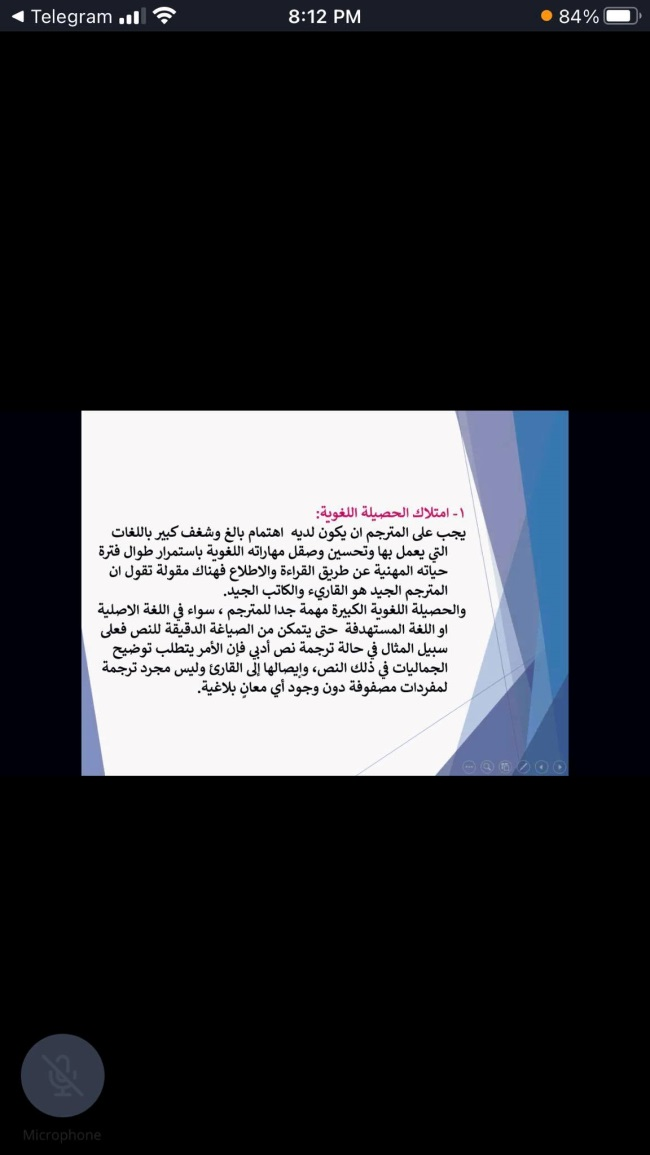 ◀ Telegram
8:12 PM
84%
١- امتلاك الحصيلة اللغوية:
يجب على المترجم ان يكون لديه اهتمام بالغ وشغف كبير باللغات
التي يعمل بها وتحسين وصقل مهاراته اللغوية باستمرار طوال فترة
حياته المهنية عن طريق القراءة والاطلاع فهناك مقولة تقول ان
المترجم الجيد هو القاريء والكاتب الجيد.
والحصيلة اللغوية الكبيرة مهمة جدا للمترجم ، سواء في اللغة الاصلية
او اللغة المستهدفة حتى يتمكن من الصياغة الدقيقة للنص فعلى
سبيل المثال في حالة ترجمة نص أدبي فإن الأمر يتطلب توضيح
الجماليات في ذلك النص، وإيصالها إلى القارئ وليس مجرد ترجمة
لمفردات مصفوفة دون وجود أي معانٍ بلاغية.
Microphone